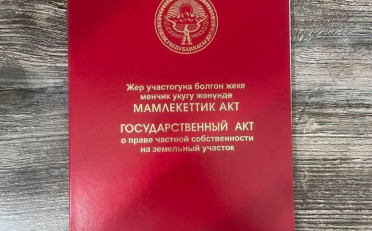 Жер участогуна болгон жеке
менчик укугу жөнүндө
МАМЛЕКЕТТИК АКТ
ГОСУДАРСТВЕННЫЙ АКТ
о праве частной собственности
на земельный участок